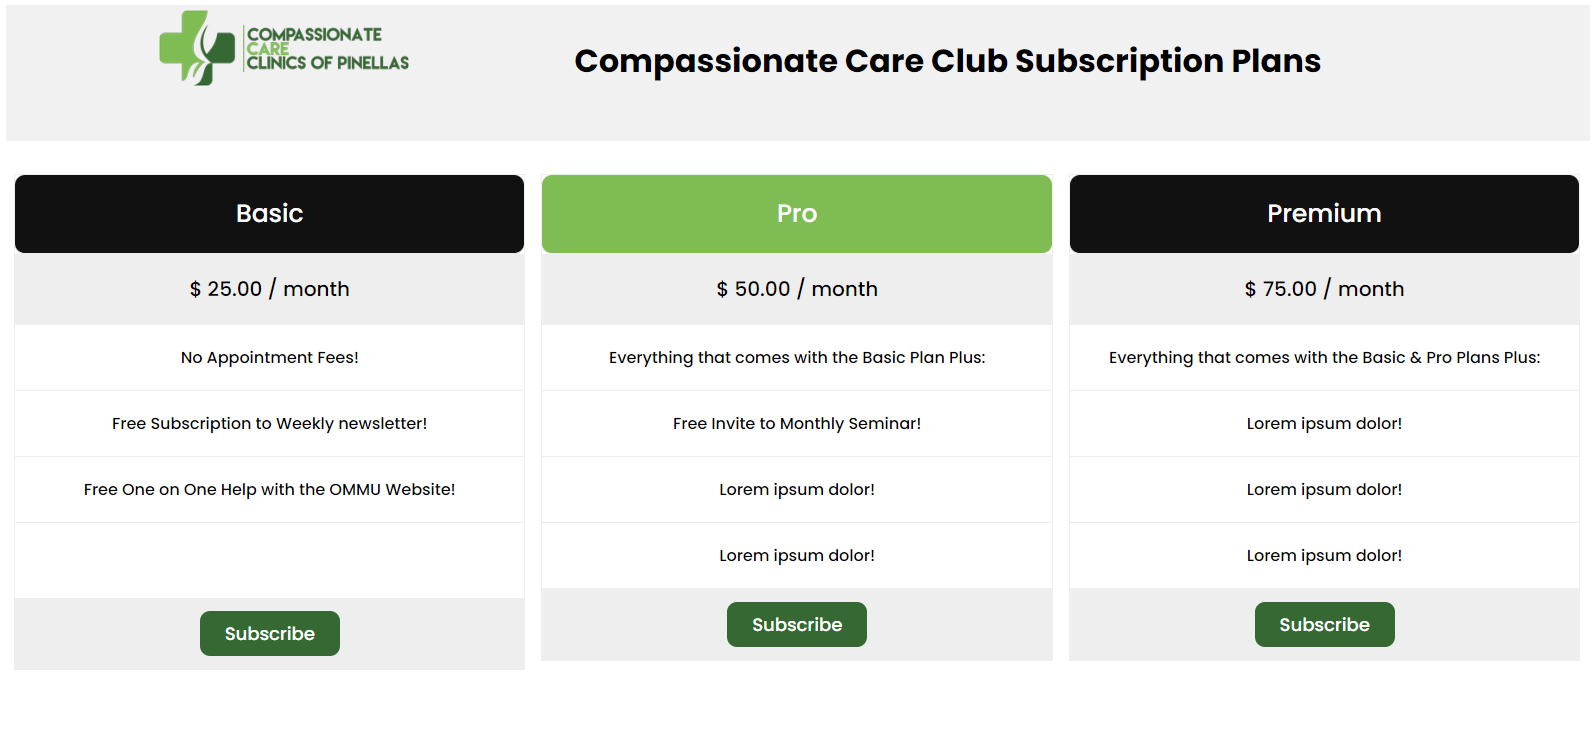 COMPASSIONATE
CARE
CLINICS OF PINELLAS
Compassionate Care Club Subscription Plans
Basic
$ 25.00 / month
No Appointment Fees!
Free Subscription to Weekly newsletter!
Free One on One Help with the OMMU Website!
Subscribe
Pro
$ 50.00 / month
Everything that comes with the Basic Plan Plus:
Free Invite to Monthly Seminar!
Lorem ipsum dolor!
Lorem ipsum dolor!
Subscribe
Premium
$ 75.00 / month
Everything that comes with the Basic & Pro Plans Plus:
Lorem ipsum dolor!
Lorem ipsum dolor!
Lorem ipsum dolor!
Subscribe